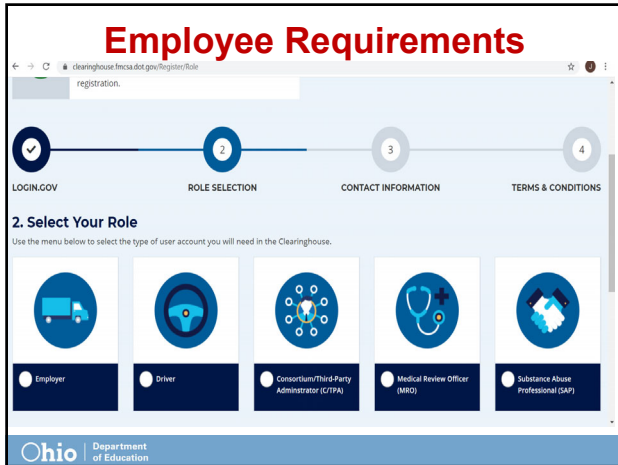 Employee Requirements
clearinghouse.fmcsa.dot.gov/Register/Role
J
registration.
2
3
4
LOGIN.GOV
ROLE SELECTION
CONTACT INFORMATION
TERMS & CONDITIONS
2. Select Your Role
Use the menu below to select the type of user account you will need in the Clearinghouse.
Employer
Driver
Consortium/Third-Party
Adminstrator (C/TPA)
Medical Review Officer
(MRO)
Substance Abuse
Professional (SAP)
Ohio
Department
of Education